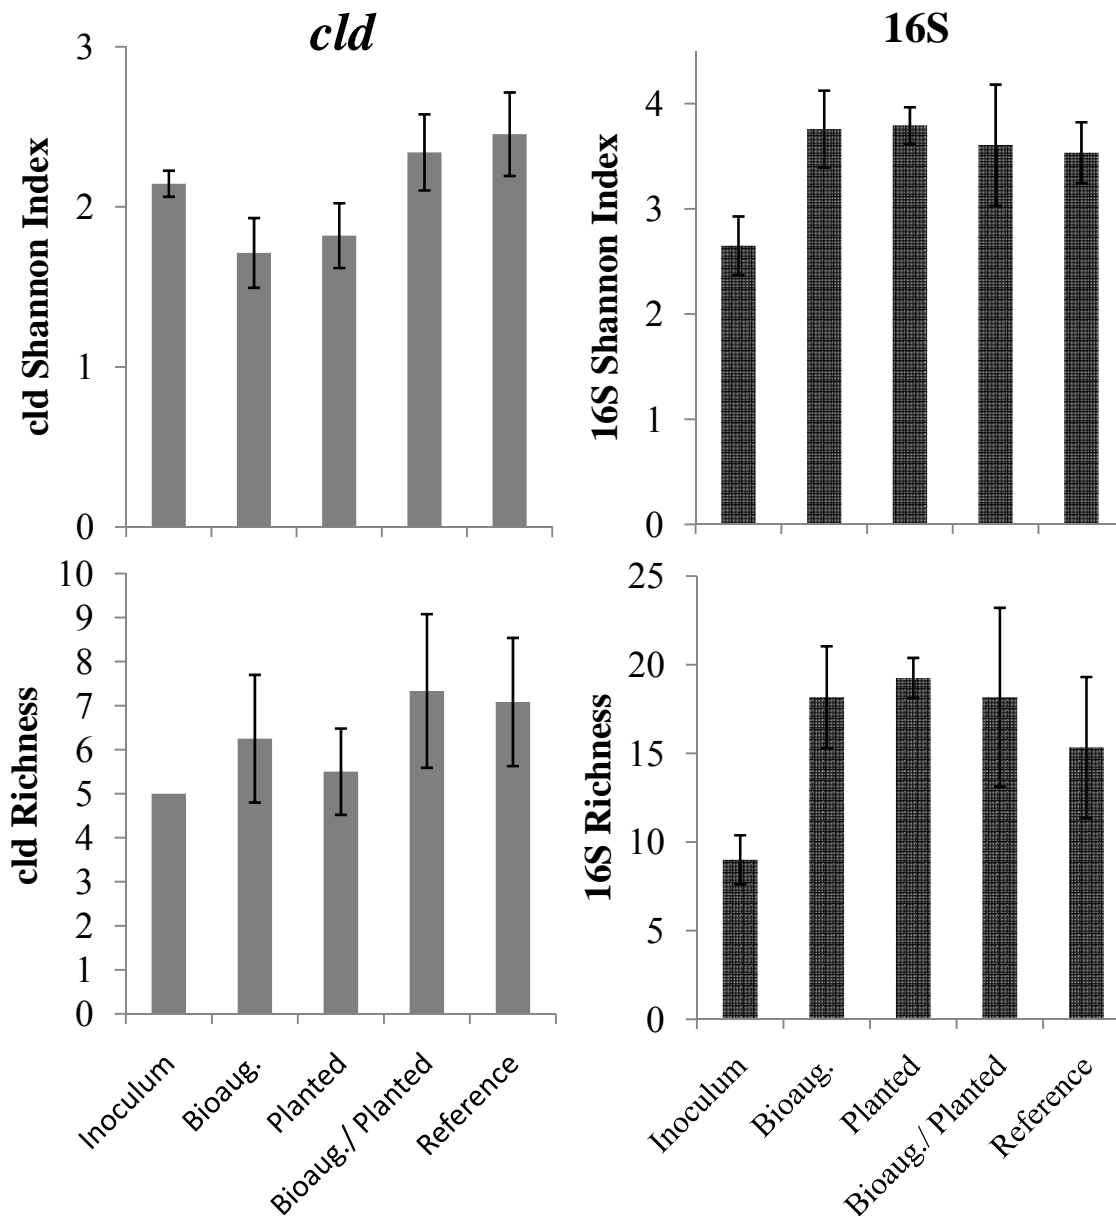 cld
16S
cld Shannon Index
3
2
1
0
16S Shannon Index
4
3
2
1
0
cld Richness
10
9
8
7
6
5
4
3
2
1
0
Inoculum
Bioaug.
Planted
Bioaug./ Planted
Reference
16S Richness
25
20
15
10
5
0
Inoculum
Bioaug.
Planted
Bioaug./ Planted
Reference